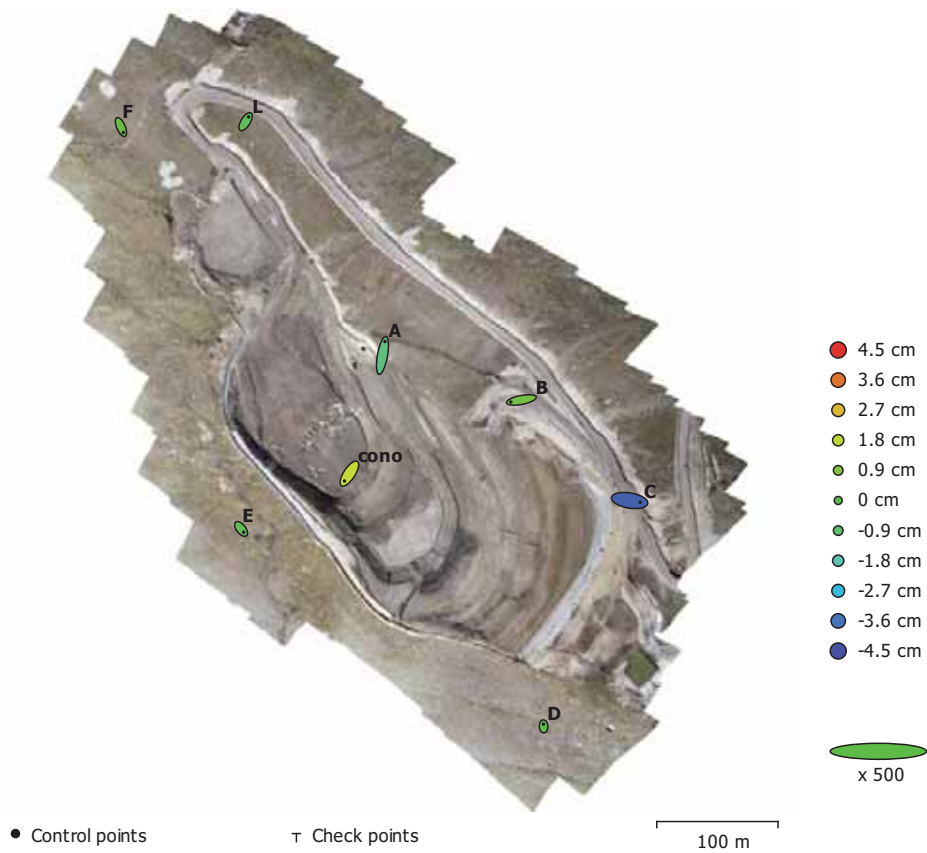 F
L
A
B
cono
C
E
D
4.5 cm
3.6 cm
2.7 cm
1.8 cm
0.9 cm
0 cm
-0.9 cm
-1.8 cm
-2.7 cm
-3.6 cm
-4.5 cm
x 500
Control points
Check points
100 m